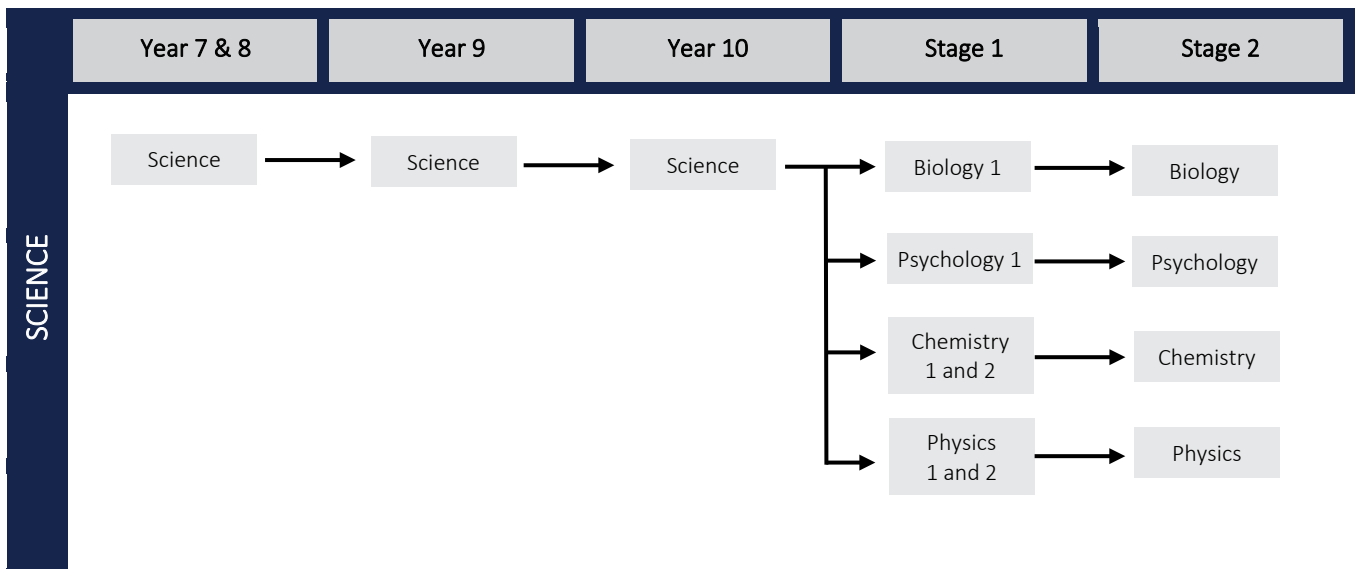 Year 7 & 8
Year 9
Year 10
Stage 1
Stage 2
SCIENCE
Science
Science
Science
Biology 1
Biology
Psychology 1
Psychology
Chemistry
1 and 2
Chemistry
Physics
1 and 2
Physics